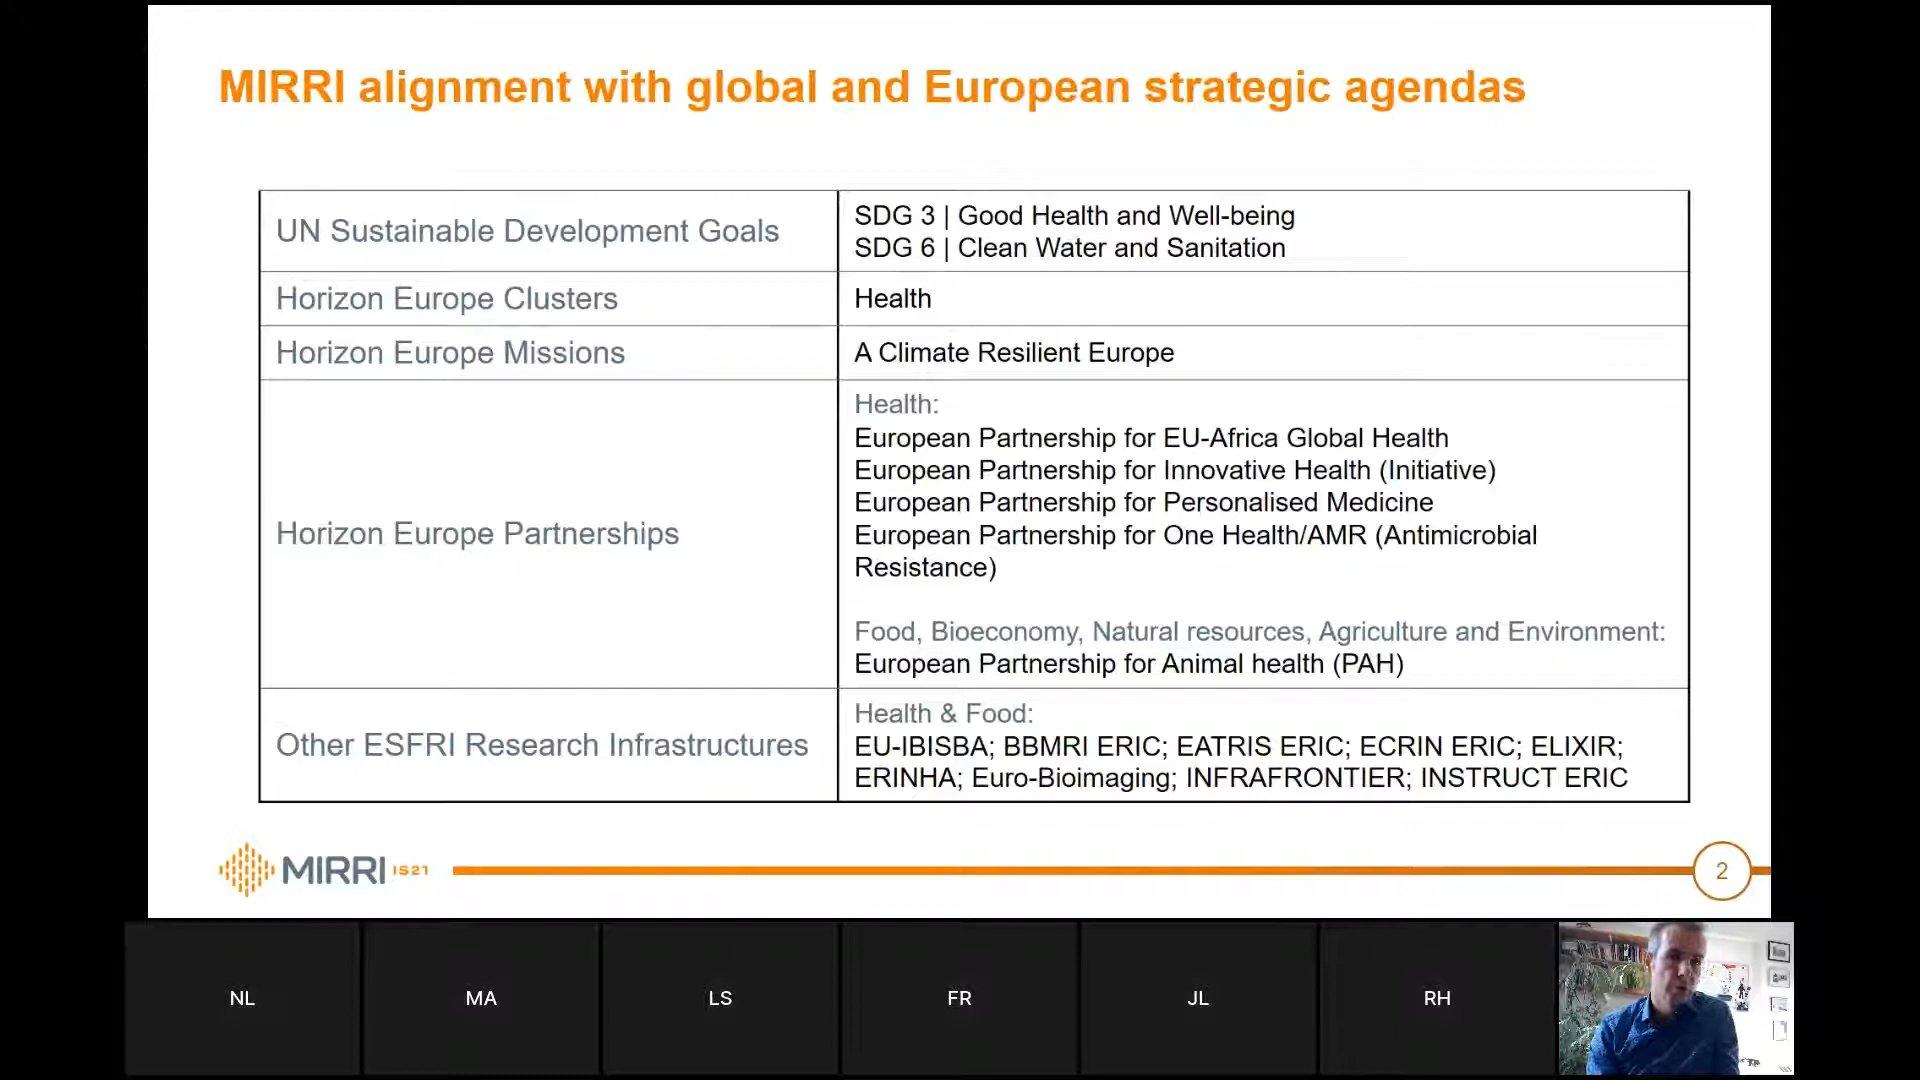 MIRRI alignment with global and European strategic agendas
UN Sustainable Development Goals
SDG 3 | Good Health and Well-being
SDG 6 | Clean Water and Sanitation
Horizon Europe Clusters
Health
Horizon Europe Missions
A Climate Resilient Europe
Horizon Europe Partnerships
Health:
European Partnership for EU-Africa Global Health
European Partnership for Innovative Health (Initiative)
European Partnership for Personalised Medicine
European Partnership for One Health/AMR (Antimicrobial
Resistance)
Food, Bioeconomy, Natural resources, Agriculture and Environment:
European Partnership for Animal health (PAH)
Other ESFRI Research Infrastructures
Health & Food:
EU-IBISBA; BBMRI ERIC; EATRIS ERIC; ECRIN ERIC; ELIXIR;
ERINHA; Euro-Bioimaging; INFRAFRONTIER; INSTRUCT ERIC
MIRRI IS21
2
NL
MA
LS
FR
JL
RH